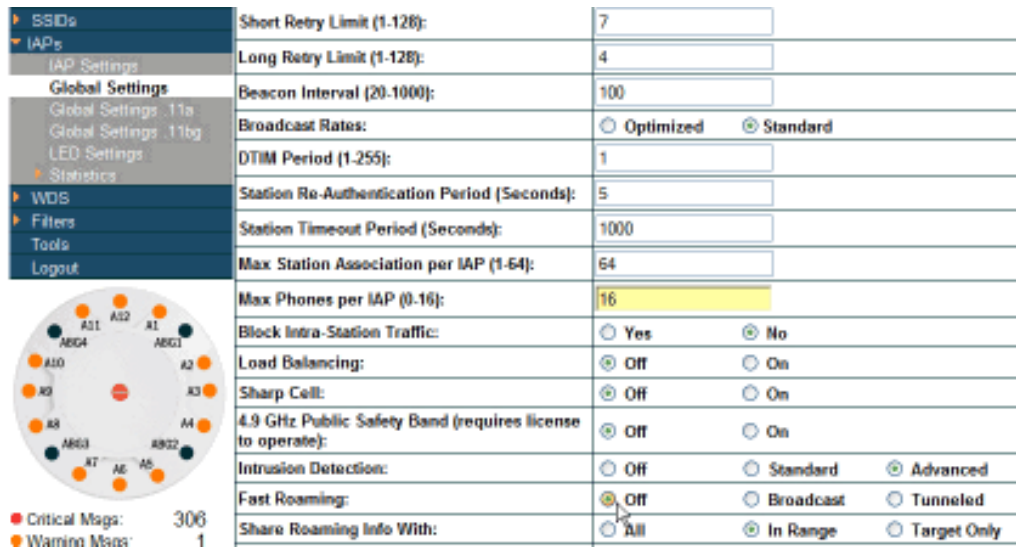 SSIDs
IAPs
IAP Settings
Global Settings
Global Settings .11a
Global Settings .11bg
LED Settings
Statistics
WDS
Filters
Tools
Logout
A12
A11
A1
ABG4
ABG1
A10
A2
A9
A3
A8
A4
ABG3
ABG2
A7
A6
A5
Critical Msgs: 306
Warning Msgs: 1
Short Retry Limit (1-128): 7
Long Retry Limit (1-128): 4
Beacon Interval (20-1000): 100
Broadcast Rates: Optimized Standard
DTIM Period (1-255): 1
Station Re-Authentication Period (Seconds): 5
Station Timeout Period (Seconds): 1000
Max Station Association per IAP (1-64): 64
Max Phones per IAP (0-16): 16
Block Intra-Station Traffic: Yes No
Load Balancing: Off On
Sharp Cell: Off On
4.9 GHz Public Safety Band (requires license
to operate): Off On
Intrusion Detection: Off Standard Advanced
Fast Roaming: Off Broadcast Tunneled
Share Roaming Info With: All In Range Target Only